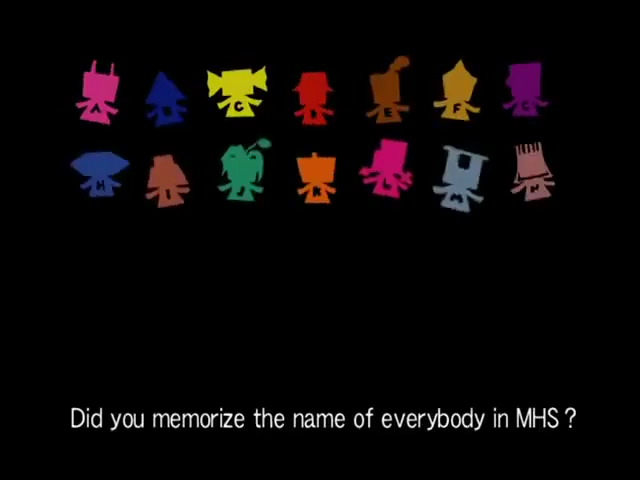 A B C D E F G
H I J K L M N
Did you memorize the name of everybody in MHS?